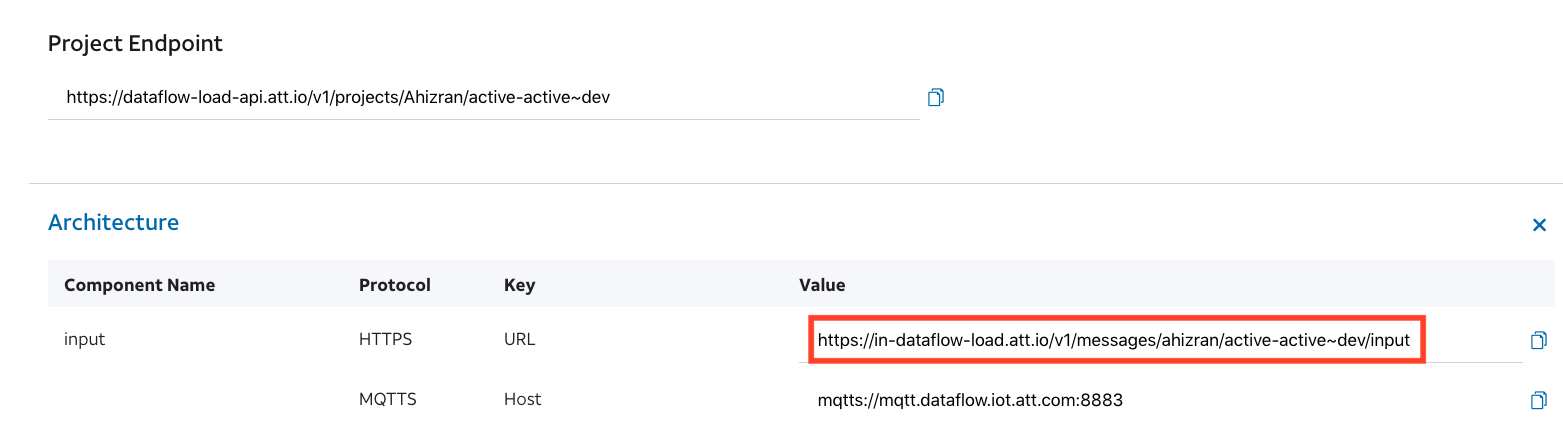 Project Endpoint
https://dataflow-load-api.att.io/v1/projects/Ahizran/active-active~dev
Architecture
Component Name Protocol Key Value
input HTTPS URL https://in-dataflow-load.att.io/v1/messages/ahizran/active-active~dev/input
MQTTS Host mqtts://mqtt.dataflow.iot.att.com:8883